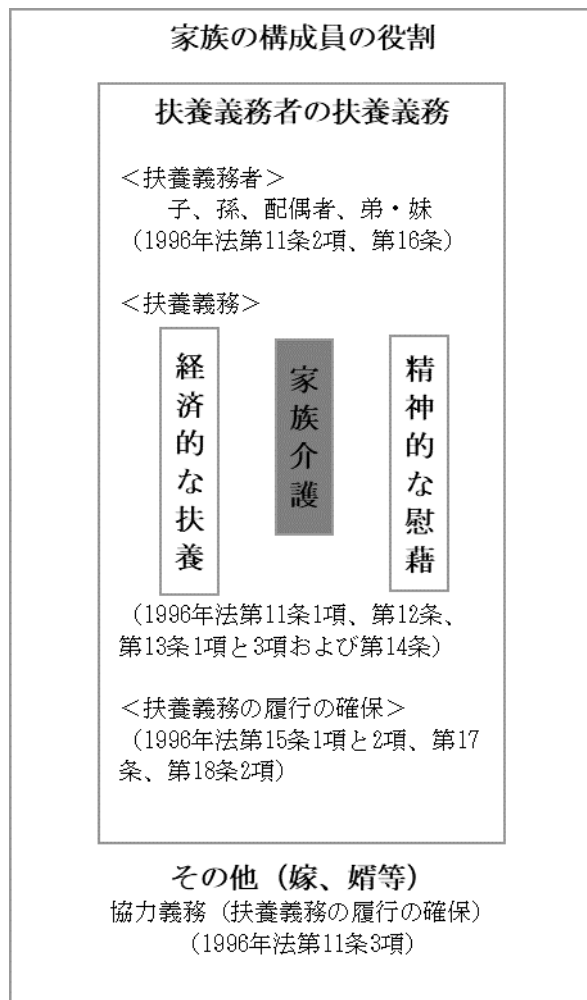 家族の構成員の役割
扶養義務者の扶養義務
＜扶養義務者＞
子、孫、配偶者、弟・妹
（1996年法第11条2項、第16条）
＜扶養義務＞
経済的な扶養
家族介護
精神的な慰藉
（1996年法第11条1項、第12条、
第13条1項と3項および第14条）
＜扶養義務の履行の確保＞
（1996年法第15条1項と2項、第17
条、第18条2項）
その他（嫁、婿等）
協力義務（扶養義務の履行の確保）
（1996年法第11条3項）